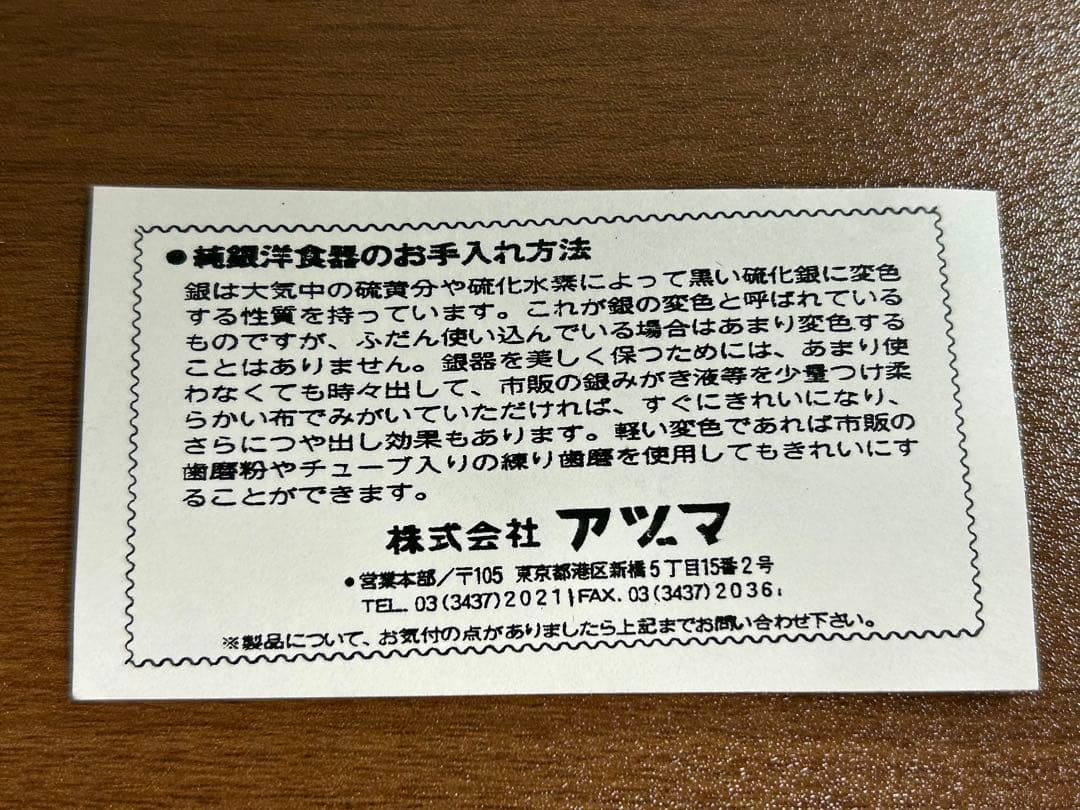 ●純銀洋食器のお手入れ方法
銀は大気中の硫黄分や硫化水素によって黒い硫化銀に変色
する性質を持っています。これが銀の変色と呼ばれている
ものですが、ふだん使い込んでいる場合はあまり変色する
ことはありません。銀器を美しく保つためには、あまり使
わなくても時々出して、市販の銀みがき液等を少量つけ柔
らかい布でみがいていただければ、すぐにきれいになり、
さらにつや出し効果もあります。軽い変色であれば市販の
歯磨粉やチューブ入りの練り歯磨を使用してもきれいにす
ることができます。
株式会社 アヅマ
●営業本部／〒105 東京都港区新橋5丁目15番2号
TEL. 03(3437)2021 FAX. 03(3437)2036
※製品について、お気付の点がありましたら上記までお問い合わせ下さい。